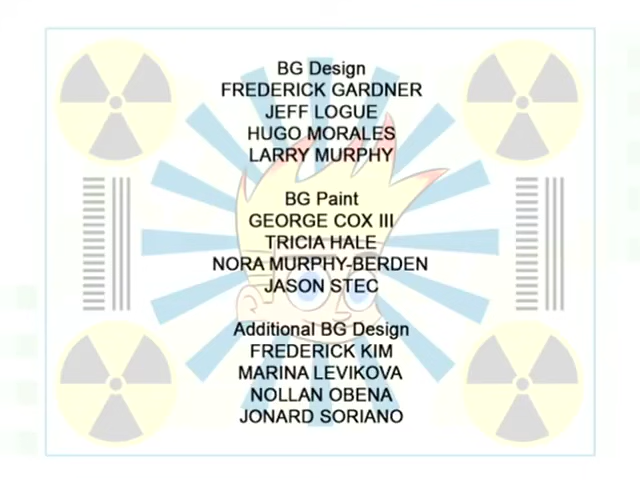 BG Design
FREDERICK GARDNER
JEFF LOGUE
HUGO MORALES
LARRY MURPHY
BG Paint
GEORGE COX III
TRICIA HALE
NORA MURPHY-BERDEN
JASON STEC
Additional BG Design
FREDERICK KIM
MARINA LEVIKOVA
NOLLAN OBENA
JONARD SORIANO